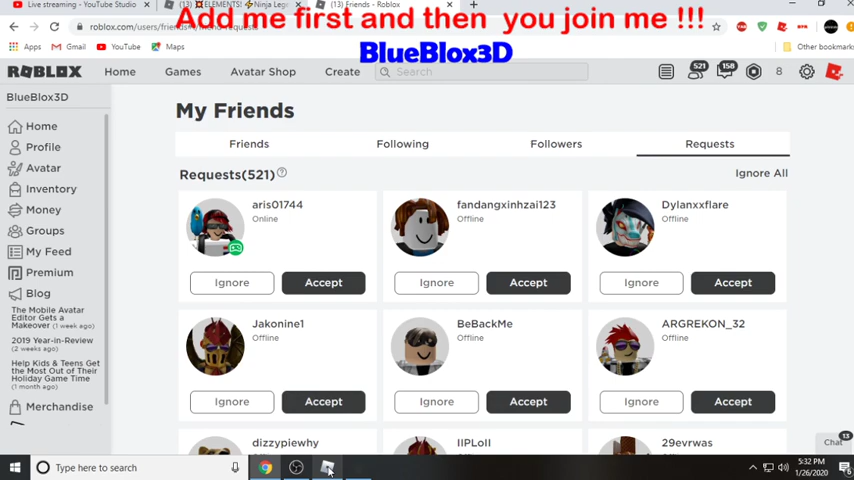 Live streaming - YouTube Studio
(13) 💥ELEMENTS!⚡Ninja Lege
(13) Friends - Roblox
Add me first and then you join me !!!
roblox.com/users/friends
BlueBlox3D
Apps
Gmail
YouTube
Maps
Other bookmarks
ROBLOX
Home
Games
Avatar Shop
Create
Search
521
158
8
BlueBlox3D
Home
Profile
Avatar
Inventory
Money
Groups
My Feed
Premium
Blog
The Mobile Avatar
Editor Gets a
Makeover (1 week ago)
2019 Year-in-Review
(2 weeks ago)
Help Kids & Teens Get
the Most Out of Their
Holiday Game Time
(1 month ago)
Merchandise
My Friends
Friends
Following
Followers
Requests
Requests(521)
Ignore All
aris01744
Online
Ignore
Accept
fandangxinhzai123
Offline
Ignore
Accept
Dylanxxflare
Offline
Ignore
Accept
Jakonine1
Offline
Ignore
Accept
BeBackMe
Offline
Ignore
Accept
ARGREKON_32
Offline
Ignore
Accept
dizzypiewhy
29evrwas
Chat
13
Type here to search
5:32 PM
1/26/2020